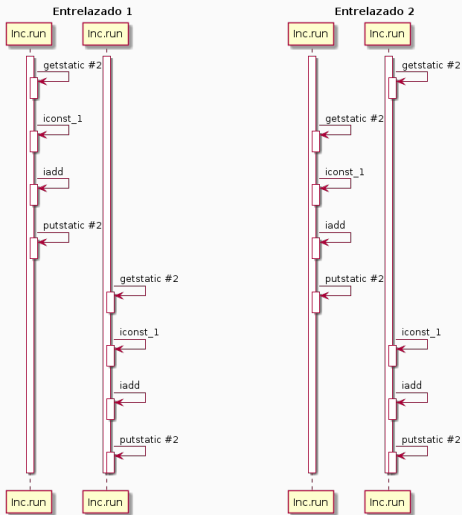 Entrelazado 1
Inc.run Inc.run
getstatic #2
iconst_1
iadd
putstatic #2
getstatic #2
iconst_1
iadd
putstatic #2
Inc.run Inc.run
Entrelazado 2
Inc.run Inc.run
getstatic #2
getstatic #2
iconst_1
iadd
putstatic #2
iconst_1
iadd
putstatic #2
Inc.run Inc.run